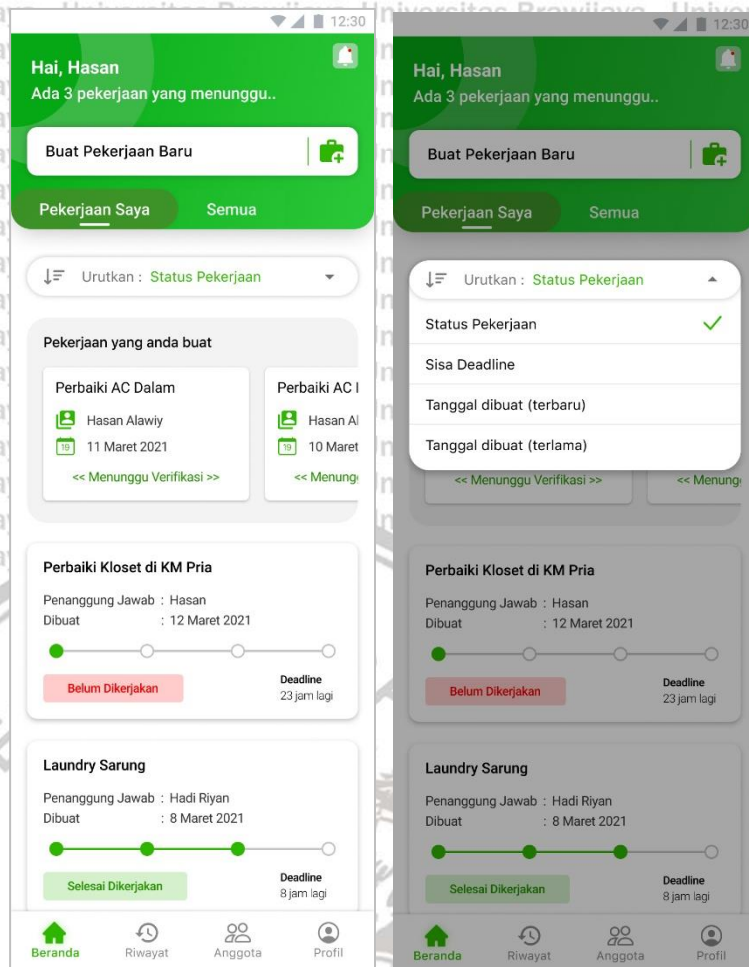 Universitas Brawijaya
12:30
Hai, Hasan
Ada 3 pekerjaan yang menunggu..
Buat Pekerjaan Baru
Pekerjaan Saya Semua
Urutkan : Status Pekerjaan
Pekerjaan yang anda buat
Perbaiki AC Dalam
Hasan Alawiy
19 11 Maret 2021
<< Menunggu Verifikasi >>
Perbaiki AC
Hasan Al
19 10 Maret
<< Menung
Perbaiki Kloset di KM Pria
Penanggung Jawab : Hasan
Dibuat : 12 Maret 2021
Belum Dikerjakan
Deadline
23 jam lagi
Laundry Sarung
Penanggung Jawab : Hadi Riyan
Dibuat : 8 Maret 2021
Selesai Dikerjakan
Deadline
8 jam lagi
Beranda Riwayat Anggota Profil
12:30
Hai, Hasan
Ada 3 pekerjaan yang menunggu..
Buat Pekerjaan Baru
Pekerjaan Saya Semua
Urutkan : Status Pekerjaan
Status Pekerjaan
Sisa Deadline
Tanggal dibuat (terbaru)
Tanggal dibuat (terlama)
<< Menunggu Verifikasi >>
<< Menung
Perbaiki Kloset di KM Pria
Penanggung Jawab : Hasan
Dibuat : 12 Maret 2021
Belum Dikerjakan
Deadline
23 jam lagi
Laundry Sarung
Penanggung Jawab : Hadi Riyan
Dibuat : 8 Maret 2021
Selesai Dikerjakan
Deadline
8 jam lagi
Beranda Riwayat Anggota Profil